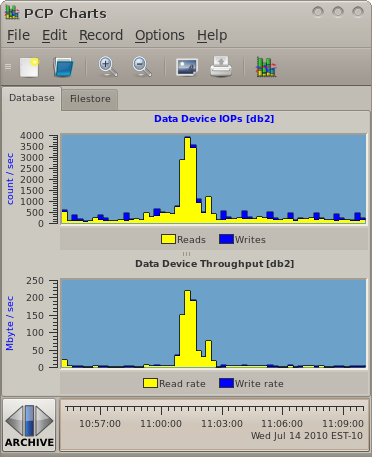 PCP Charts
File Edit Record Options Help
Database Filestore
Data Device IOPs [db2]
count / sec
4000
3500
3000
2500
2000
1500
1000
500
0
Reads Writes
Data Device Throughput [db2]
Mbyte / sec
250
200
150
100
50
0
Read rate Write rate
ARCHIVE
10:57:00 11:00:00 11:03:00 11:06:00 11:09:00
Wed Jul 14 2010 EST-10